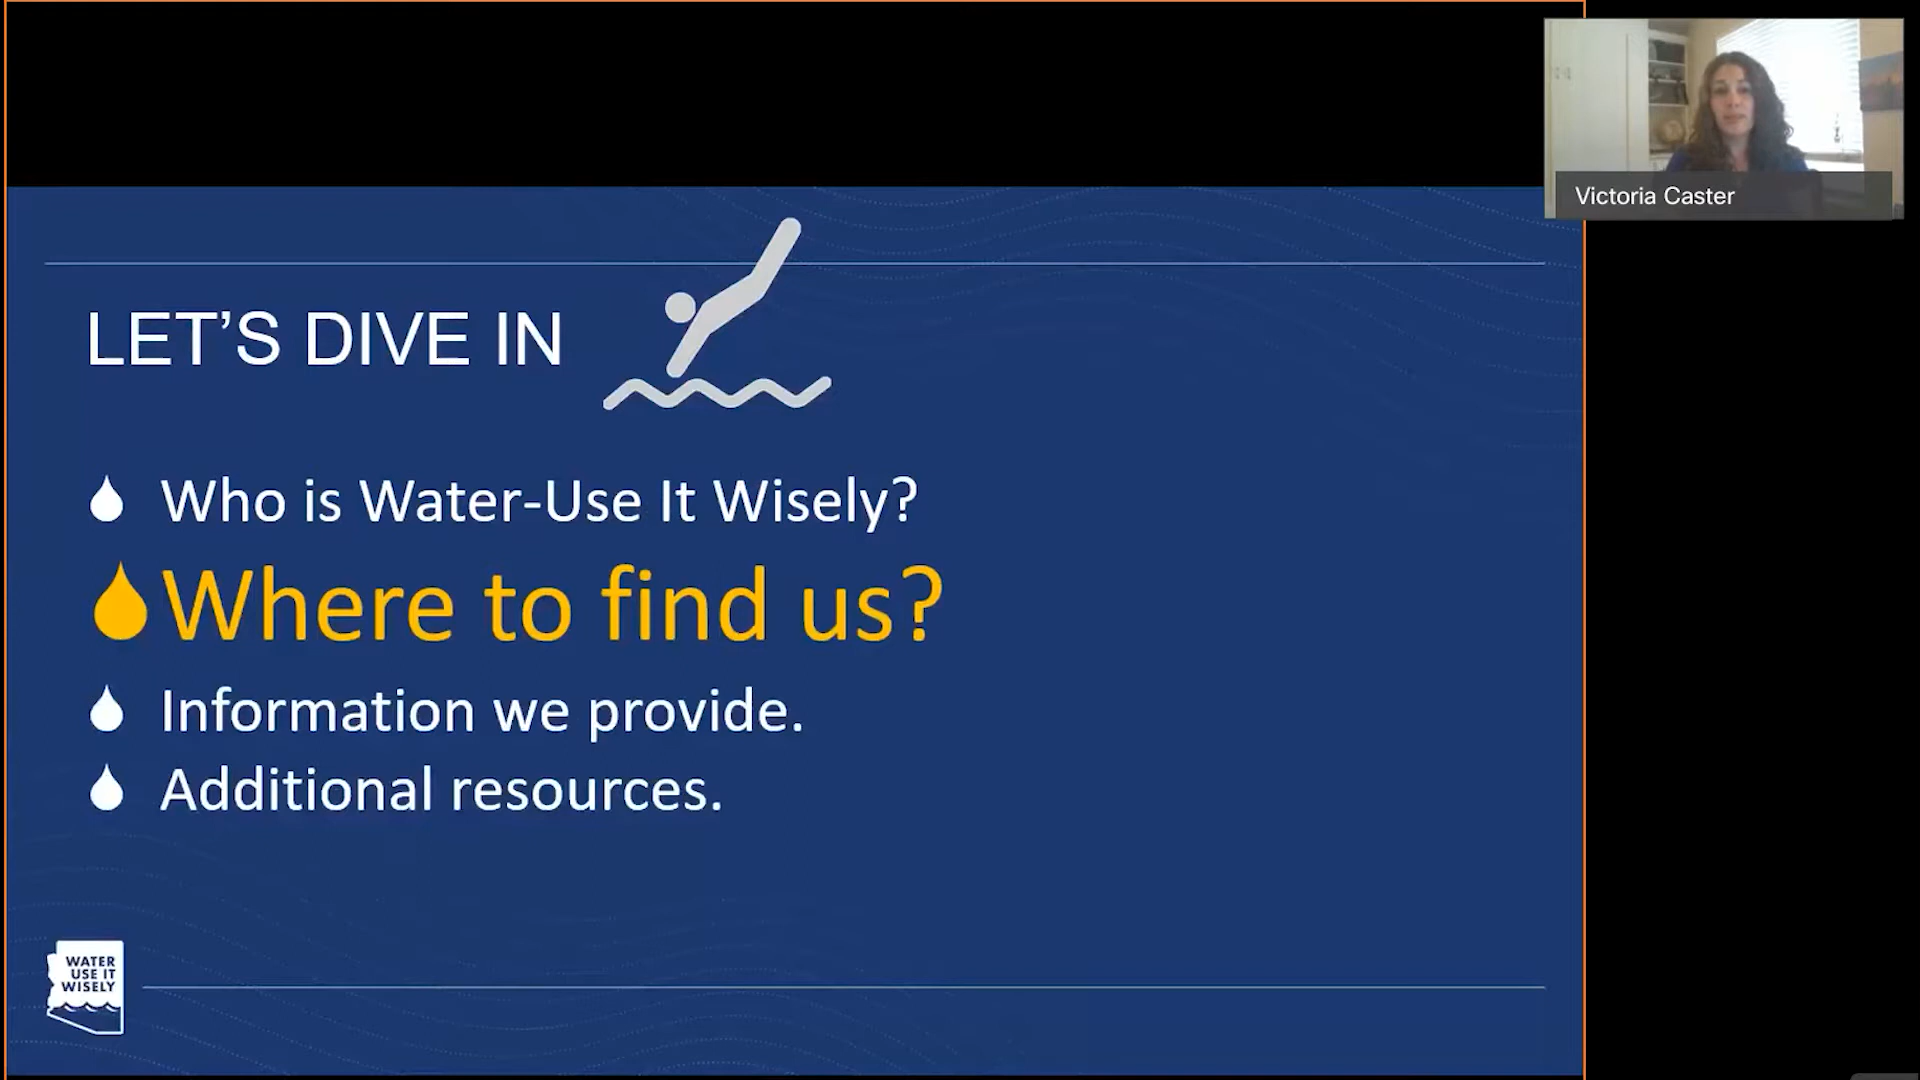 Victoria Caster
LET’S DIVE IN
Who is Water-Use It Wisely?
Where to find us?
Information we provide.
Additional resources.
WATER
USE IT
WISELY